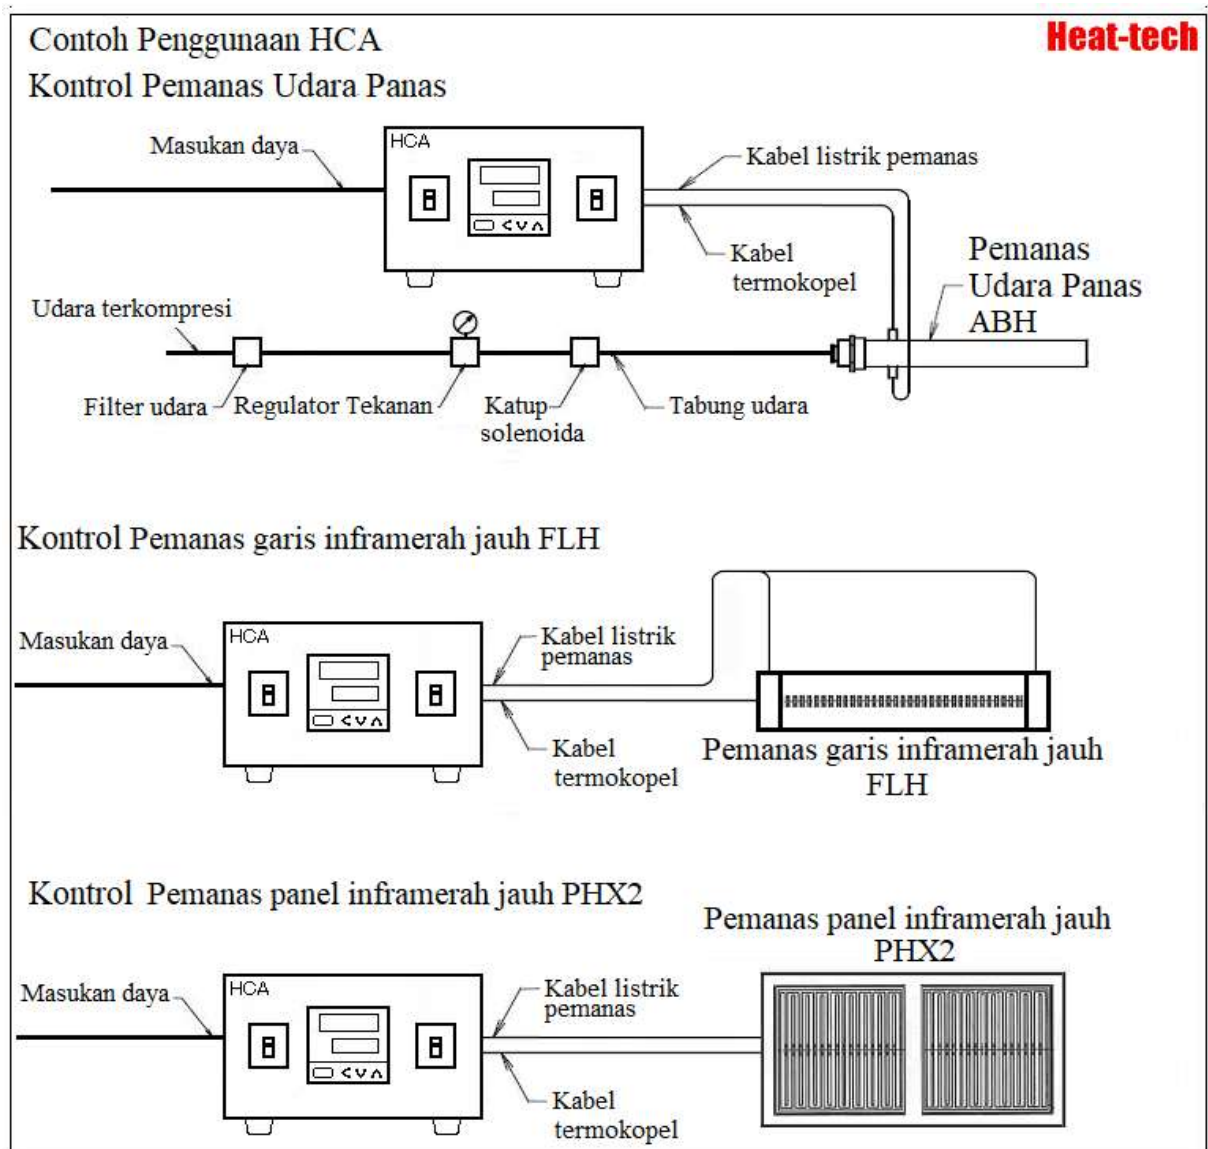 Contoh Penggunaan HCA
Heat-tech
Kontrol Pemanas Udara Panas
Masukan daya
HCA
Kabel listrik pemanas
Kabel
termokopel
Pemanas
Udara Panas
ABH
Udara terkompresi
Filter udara
Regulator Tekanan
Katup
solenoida
Tabung udara
Kontrol Pemanas garis inframerah jauh FLH
Masukan daya
HCA
Kabel listrik
pemanas
Kabel
termokopel
Pemanas garis inframerah jauh
FLH
Kontrol Pemanas panel inframerah jauh PHX2
Pemanas panel inframerah jauh
PHX2
Masukan daya
HCA
Kabel listrik
pemanas
Kabel
termokopel